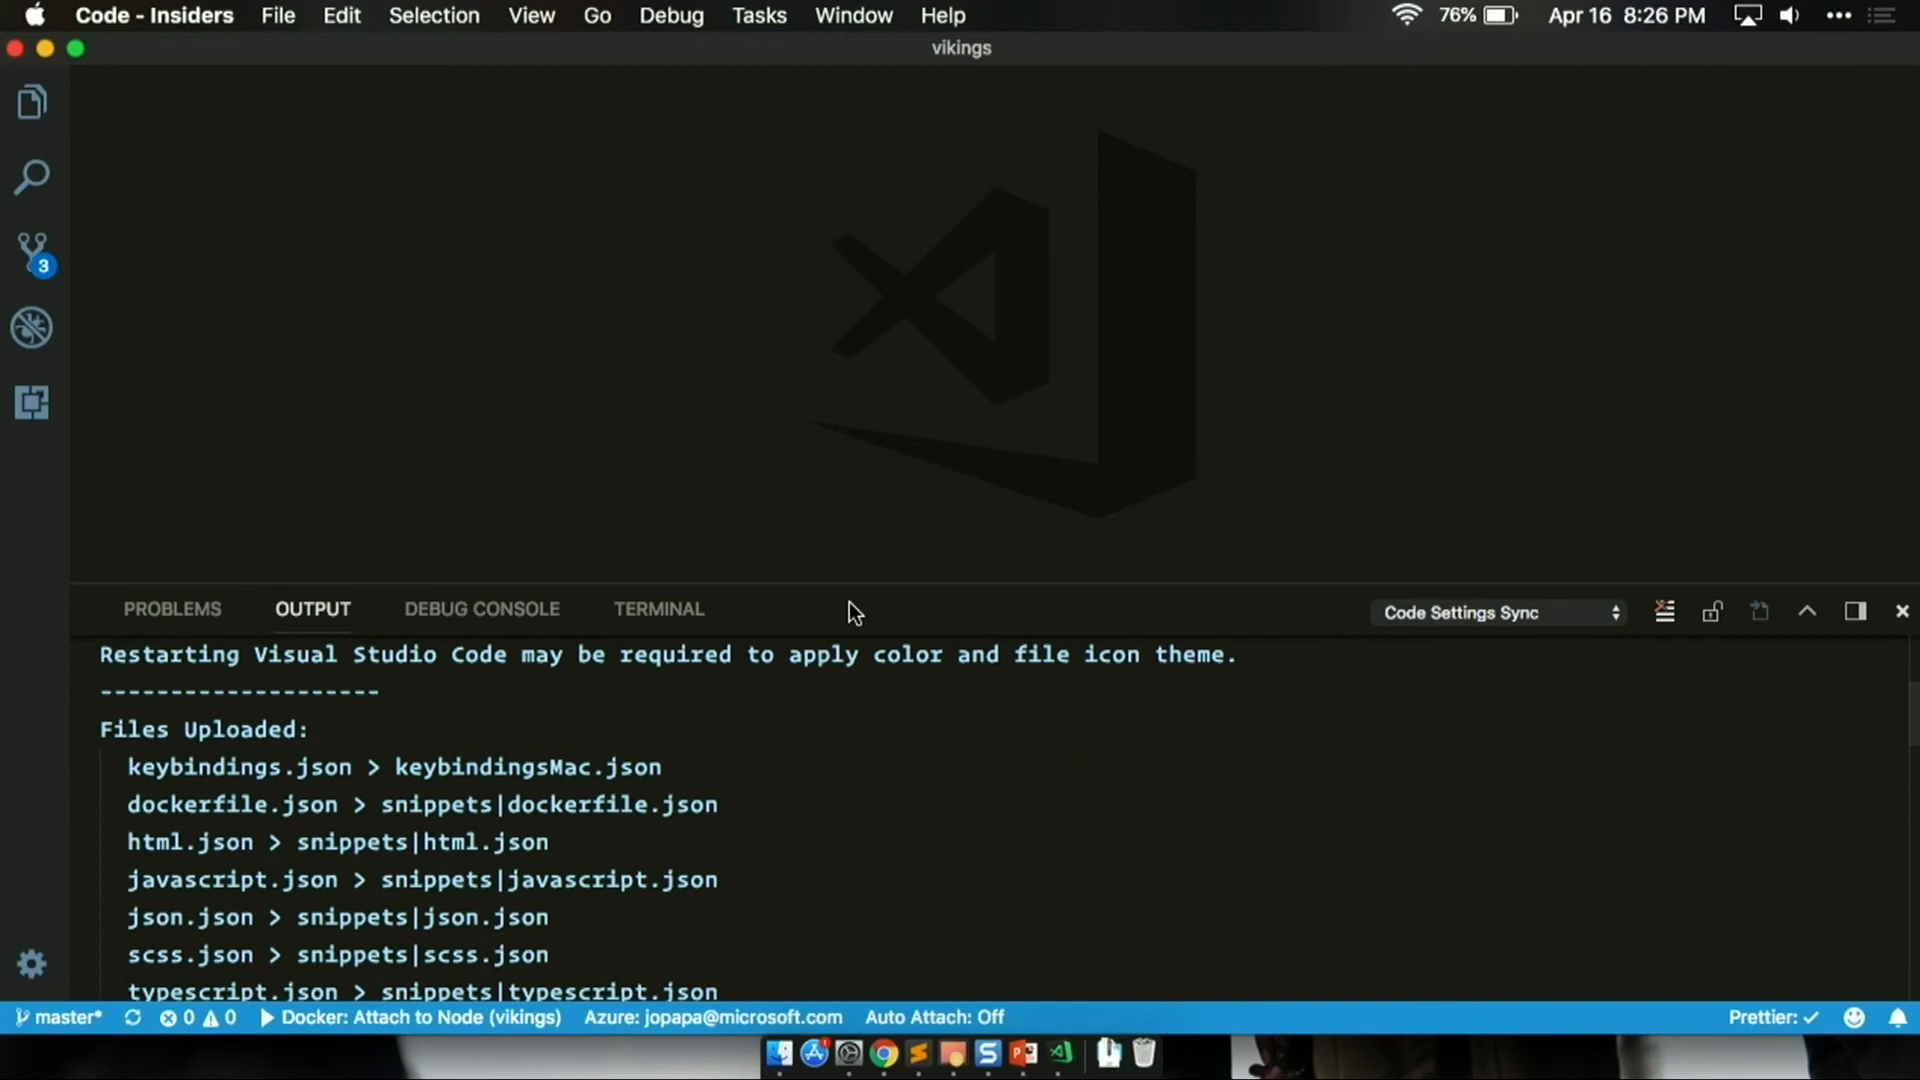 Code - Insiders File Edit Selection View Go Debug Tasks Window Help 76% Apr 16 8:26 PM
vikings
3
PROBLEMS OUTPUT DEBUG CONSOLE TERMINAL Code Settings Sync
Restarting Visual Studio Code may be required to apply color and file icon theme.
--------------------
Files Uploaded:
keybindings.json > keybindingsMac.json
dockerfile.json > snippets|dockerfile.json
html.json > snippets|html.json
javascript.json > snippets|javascript.json
json.json > snippets|json.json
scss.json > snippets|scss.json
typescript.json > snippets|typescript.json
master* 0 0 Docker: Attach to Node (vikings) Azure: jopapa@microsoft.com Auto Attach: Off Prettier: ✓